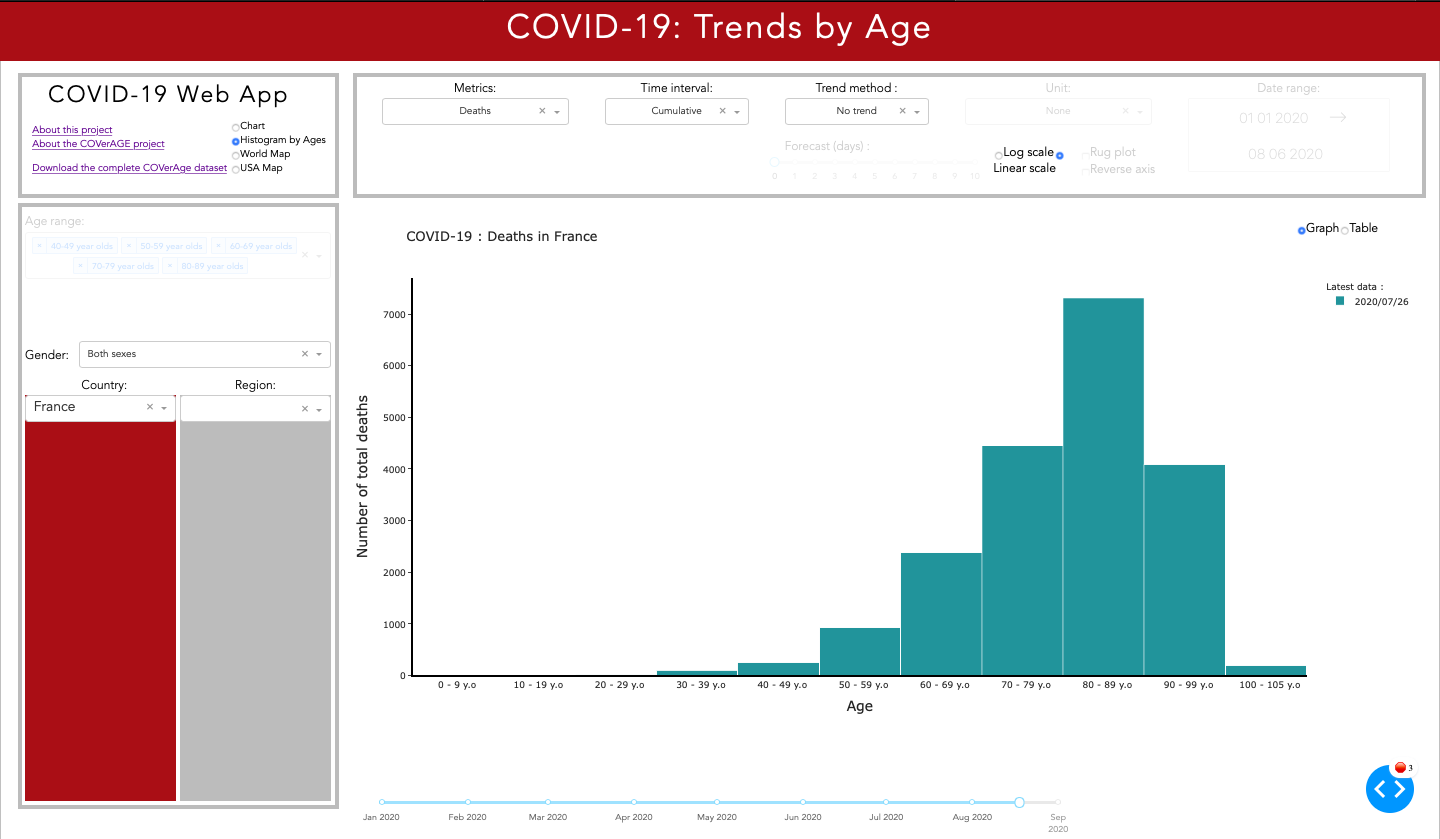 COVID-19: Trends by Age
COVID-19 Web App
About this project
About the COVerAGE project
Download the complete COVerAge dataset
Chart
Histogram by Ages
World Map
USA Map
Metrics:
Deaths
Time interval:
Cumulative
Trend method :
No trend
Unit:
None
Date range:
01 01 2020 →
08 06 2020
Forecast (days) :
0 1 2 3 4 5 6 7 8 9 10
Log scale
Linear scale
Rug plot
Reverse axis
Age range:
× 40-49 year olds × 50-59 year olds × 60-69 year olds
× 70-79 year olds × 80-89 year olds
Gender: Both sexes
Country: Region:
France
COVID-19 : Deaths in France
Graph Table
Latest data :
2020/07/26
Number of total deaths
7000
6000
5000
4000
3000
2000
1000
0
0 - 9 y.o 10 - 19 y.o 20 - 29 y.o 30 - 39 y.o 40 - 49 y.o 50 - 59 y.o 60 - 69 y.o 70 - 79 y.o 80 - 89 y.o 90 - 99 y.o 100 - 105 y.o
Age
Jan 2020 Feb 2020 Mar 2020 Apr 2020 May 2020 Jun 2020 Jul 2020 Aug 2020 Sep
2020
3